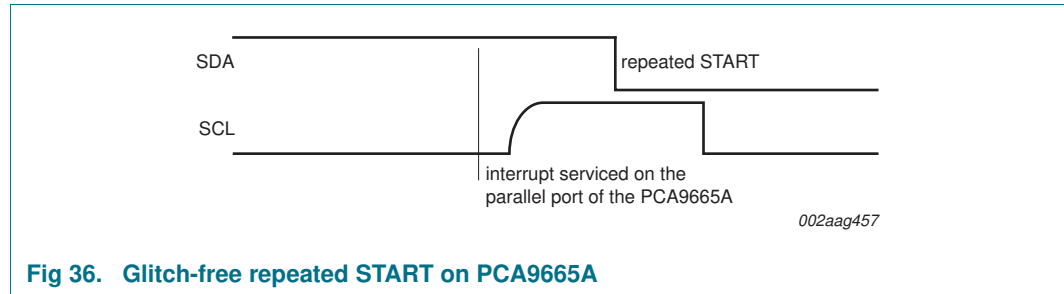 SDA
repeated START
SCL
interrupt serviced on the
parallel port of the PCA9665A
002aag457
Fig 36. Glitch-free repeated START on PCA9665A